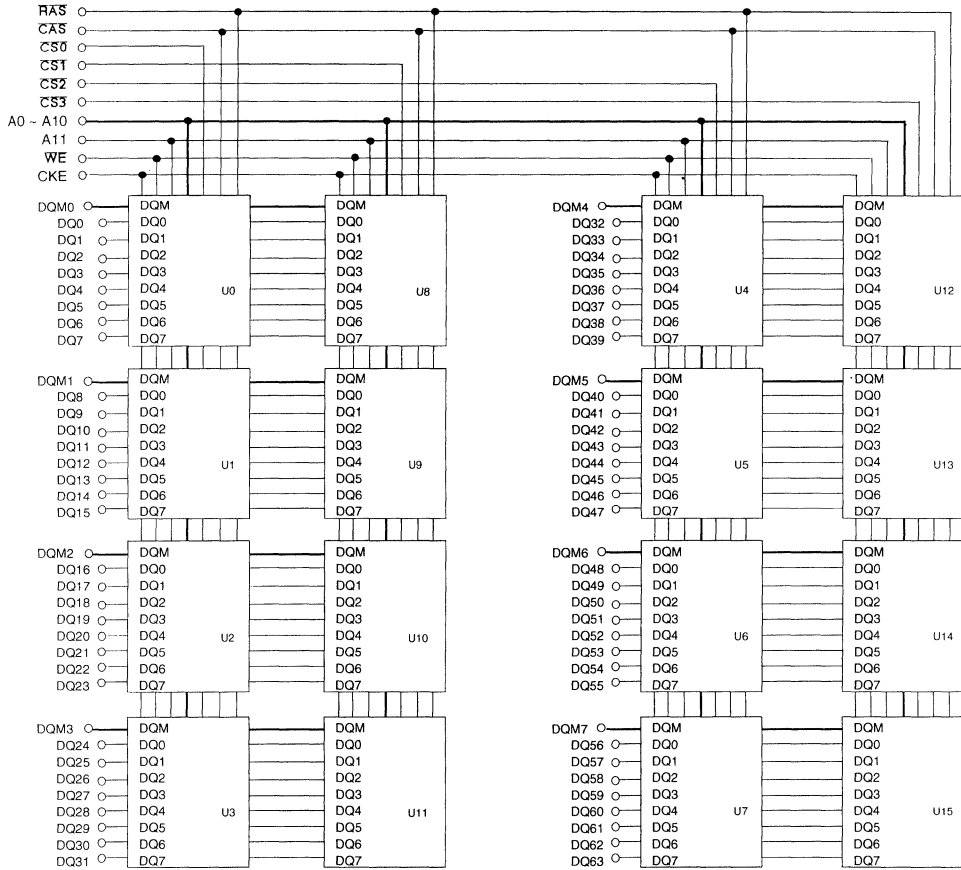 RAS
CAS
CS0
CS1
CS2
CS3
A0 ~ A10
A11
WE
CKE
DQM0 DQM DQM DQM4 DQM DQM
DQ0 DQ0 DQ0 DQ32 DQ0 DQ0
DQ1 DQ1 DQ1 DQ33 DQ1 DQ1
DQ2 DQ2 DQ2 DQ34 DQ2 DQ2
DQ3 DQ3 DQ3 DQ35 DQ3 DQ3
DQ4 DQ4 U0 DQ4 U8 DQ36 DQ4 U4 DQ4 U12
DQ5 DQ5 DQ5 DQ37 DQ5 DQ5
DQ6 DQ6 DQ6 DQ38 DQ6 DQ6
DQ7 DQ7 DQ7 DQ39 DQ7 DQ7
DQM1 DQM DQM DQM5 DQM DQM
DQ8 DQ0 DQ0 DQ40 DQ0 DQ0
DQ9 DQ1 DQ1 DQ41 DQ1 DQ1
DQ10 DQ2 DQ2 DQ42 DQ2 DQ2
DQ11 DQ3 DQ3 DQ43 DQ3 DQ3
DQ12 DQ4 U1 DQ4 U9 DQ44 DQ4 U5 DQ4 U13
DQ13 DQ5 DQ5 DQ45 DQ5 DQ5
DQ14 DQ6 DQ6 DQ46 DQ6 DQ6
DQ15 DQ7 DQ7 DQ47 DQ7 DQ7
DQM2 DQM DQM DQM6 DQM DQM
DQ16 DQ0 DQ0 DQ48 DQ0 DQ0
DQ17 DQ1 DQ1 DQ49 DQ1 DQ1
DQ18 DQ2 DQ2 DQ50 DQ2 DQ2
DQ19 DQ3 DQ3 DQ51 DQ3 DQ3
DQ20 DQ4 U2 DQ4 U10 DQ52 DQ4 U6 DQ4 U14
DQ21 DQ5 DQ5 DQ53 DQ5 DQ5
DQ22 DQ6 DQ6 DQ54 DQ6 DQ6
DQ23 DQ7 DQ7 DQ55 DQ7 DQ7
DQM3 DQM DQM DQM7 DQM DQM
DQ24 DQ0 DQ0 DQ56 DQ0 DQ0
DQ25 DQ1 DQ1 DQ57 DQ1 DQ1
DQ26 DQ2 DQ2 DQ58 DQ2 DQ2
DQ27 DQ3 DQ3 DQ59 DQ3 DQ3
DQ28 DQ4 U3 DQ4 U11 DQ60 DQ4 U7 DQ4 U15
DQ29 DQ5 DQ5 DQ61 DQ5 DQ5
DQ30 DQ6 DQ6 DQ62 DQ6 DQ6
DQ31 DQ7 DQ7 DQ63 DQ7 DQ7